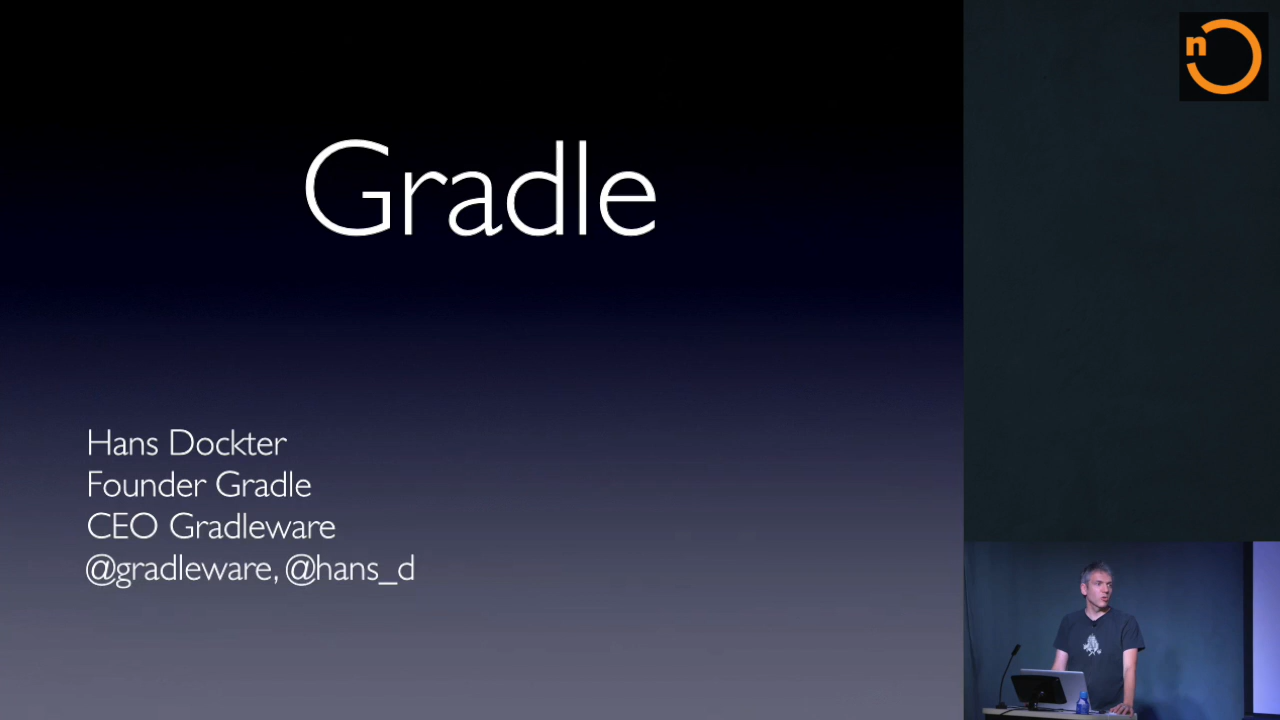 Gradle
Hans Dockter
Founder Gradle
CEO Gradleware
@gradleware, @hans_d
n